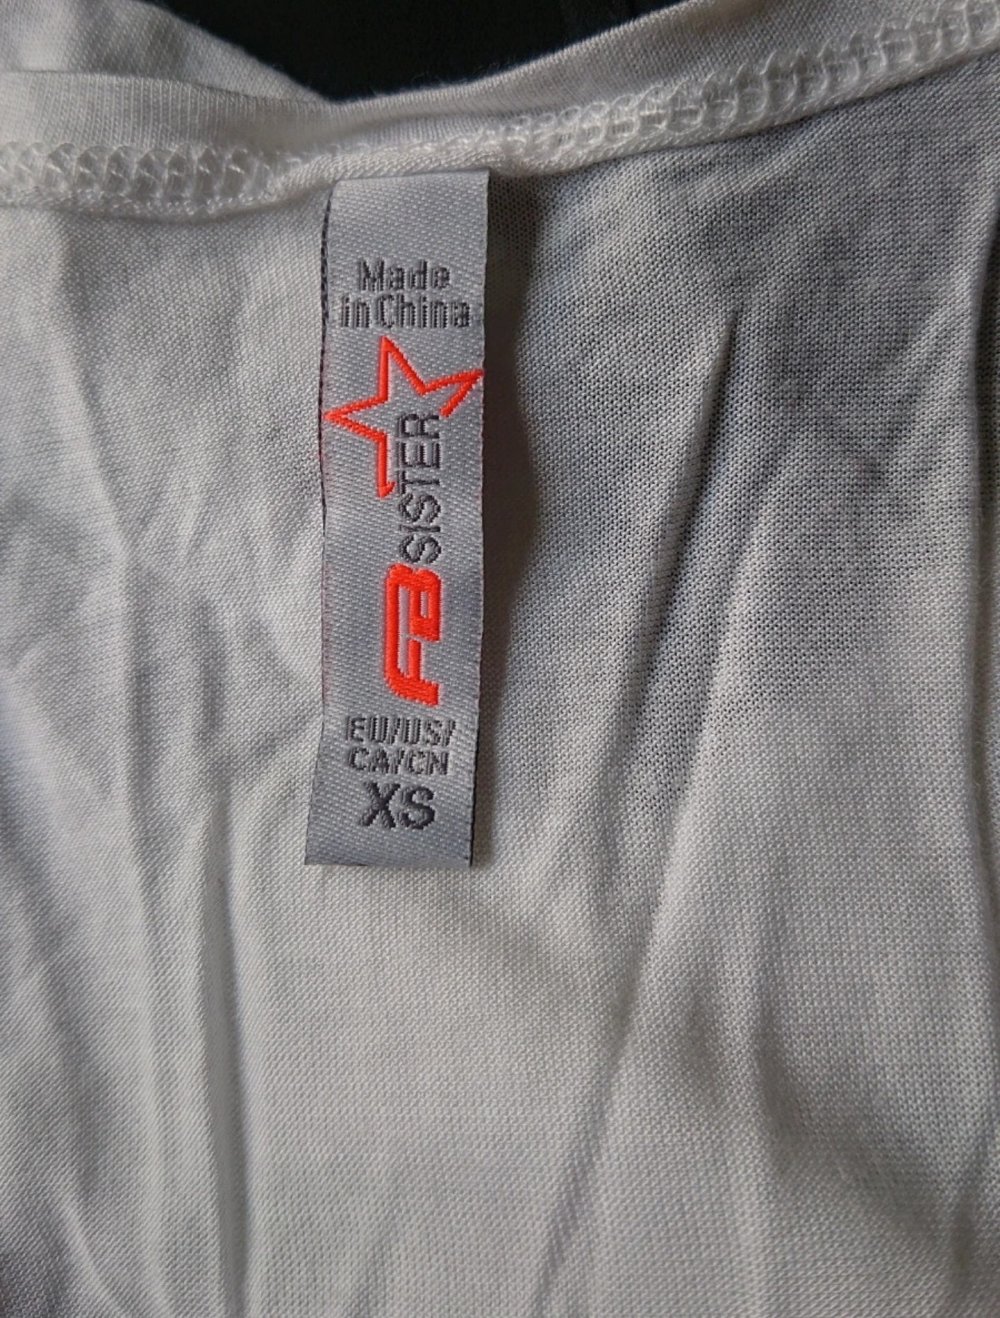 Made
in China
FB SISTER
EU/US/
CA/CN
XS